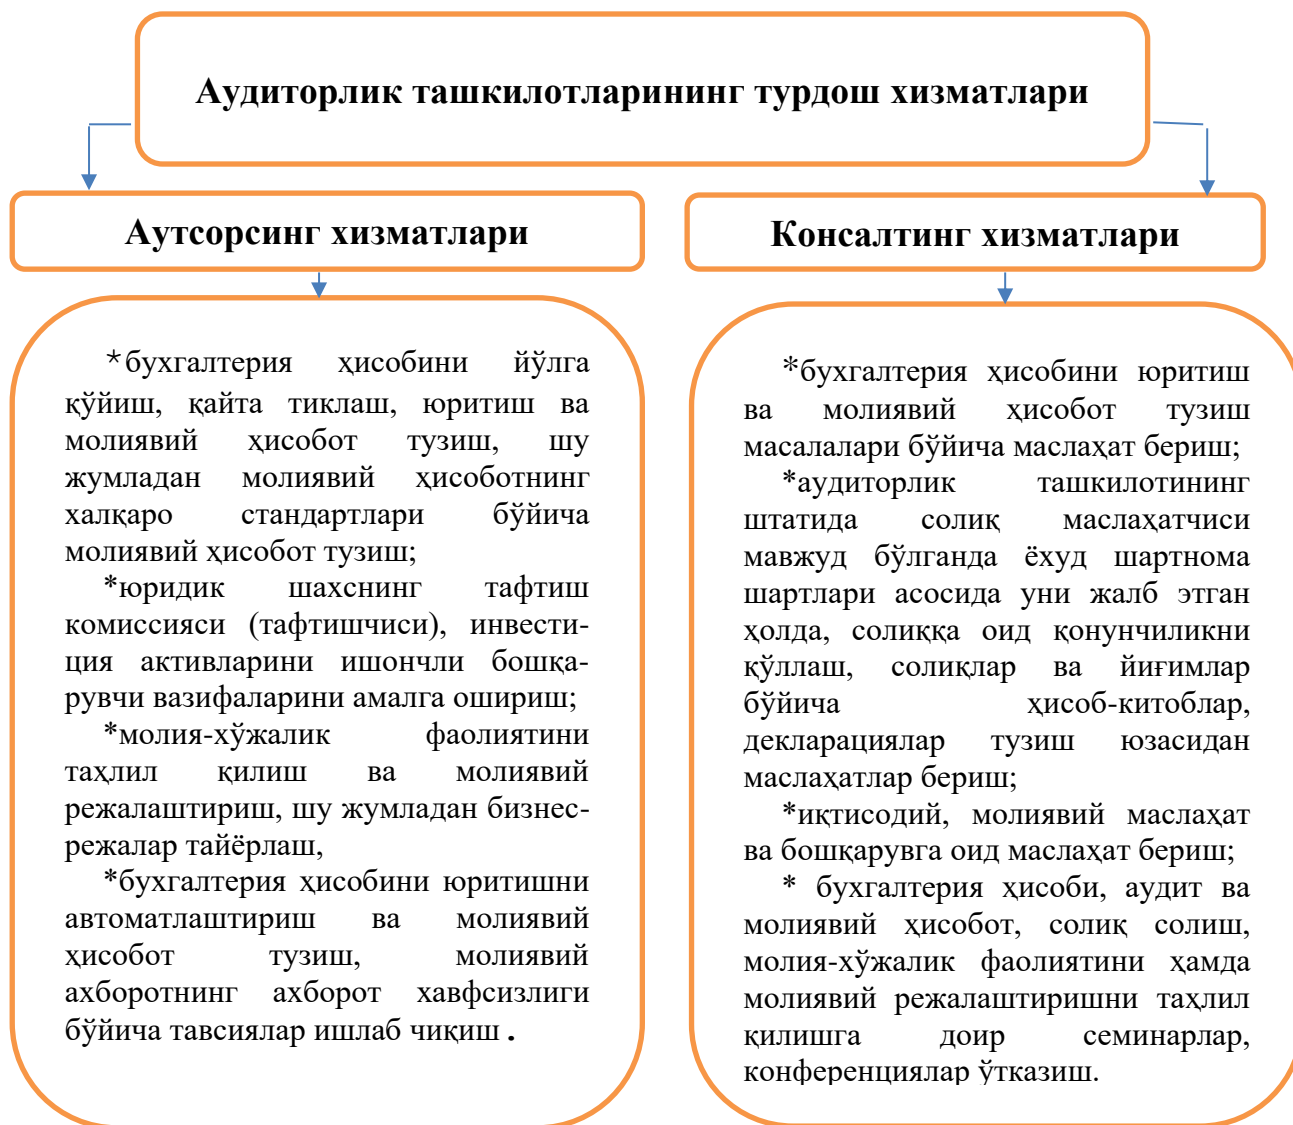 Аудиторлик ташкилотларининг турдош хизматлари
Аутсорсинг хизматлари
*бухгалтерия ҳисобини йўлга
қўйиш, қайта тиклаш, юритиш ва
молиявий ҳисобот тузиш, шу
жумладан молиявий ҳисоботнинг
халқаро стандартлари бўйича
молиявий ҳисобот тузиш;
*юридик шахснинг тафтиш
комиссияси (тафтишчиси), инвести-
ция активларини ишончли бошқа-
рувчи вазифаларини амалга ошириш;
*молия-хўжалик фаолиятини
таҳлил қилиш ва молиявий
режалаштириш, шу жумладан бизнес-
режалар тайёрлаш,
*бухгалтерия ҳисобини юритишни
автоматлаштириш ва молиявий
ҳисобот тузиш, молиявий
ахборотнинг ахборот хавфсизлиги
бўйича тавсиялар ишлаб чиқиш .
Консалтинг хизматлари
*бухгалтерия ҳисобини юритиш
ва молиявий ҳисобот тузиш
масалалари бўйича маслаҳат бериш;
*аудиторлик ташкилотининг
штатида солиқ маслаҳатчиси
мавжуд бўлганда ёхуд шартнома
шартлари асосида уни жалб этган
ҳолда, солиққа оид қонунчиликни
қўллаш, солиқлар ва йиғимлар
бўйича ҳисоб-китоблар,
декларациялар тузиш юзасидан
маслаҳатлар бериш;
*иқтисодий, молиявий маслаҳат
ва бошқарувга оид маслаҳат бериш;
* бухгалтерия ҳисоби, аудит ва
молиявий ҳисобот, солиқ солиш,
молия-хўжалик фаолиятини ҳамда
молиявий режалаштиришни таҳлил
қилишга доир семинарлар,
конференциялар ўтказиш.